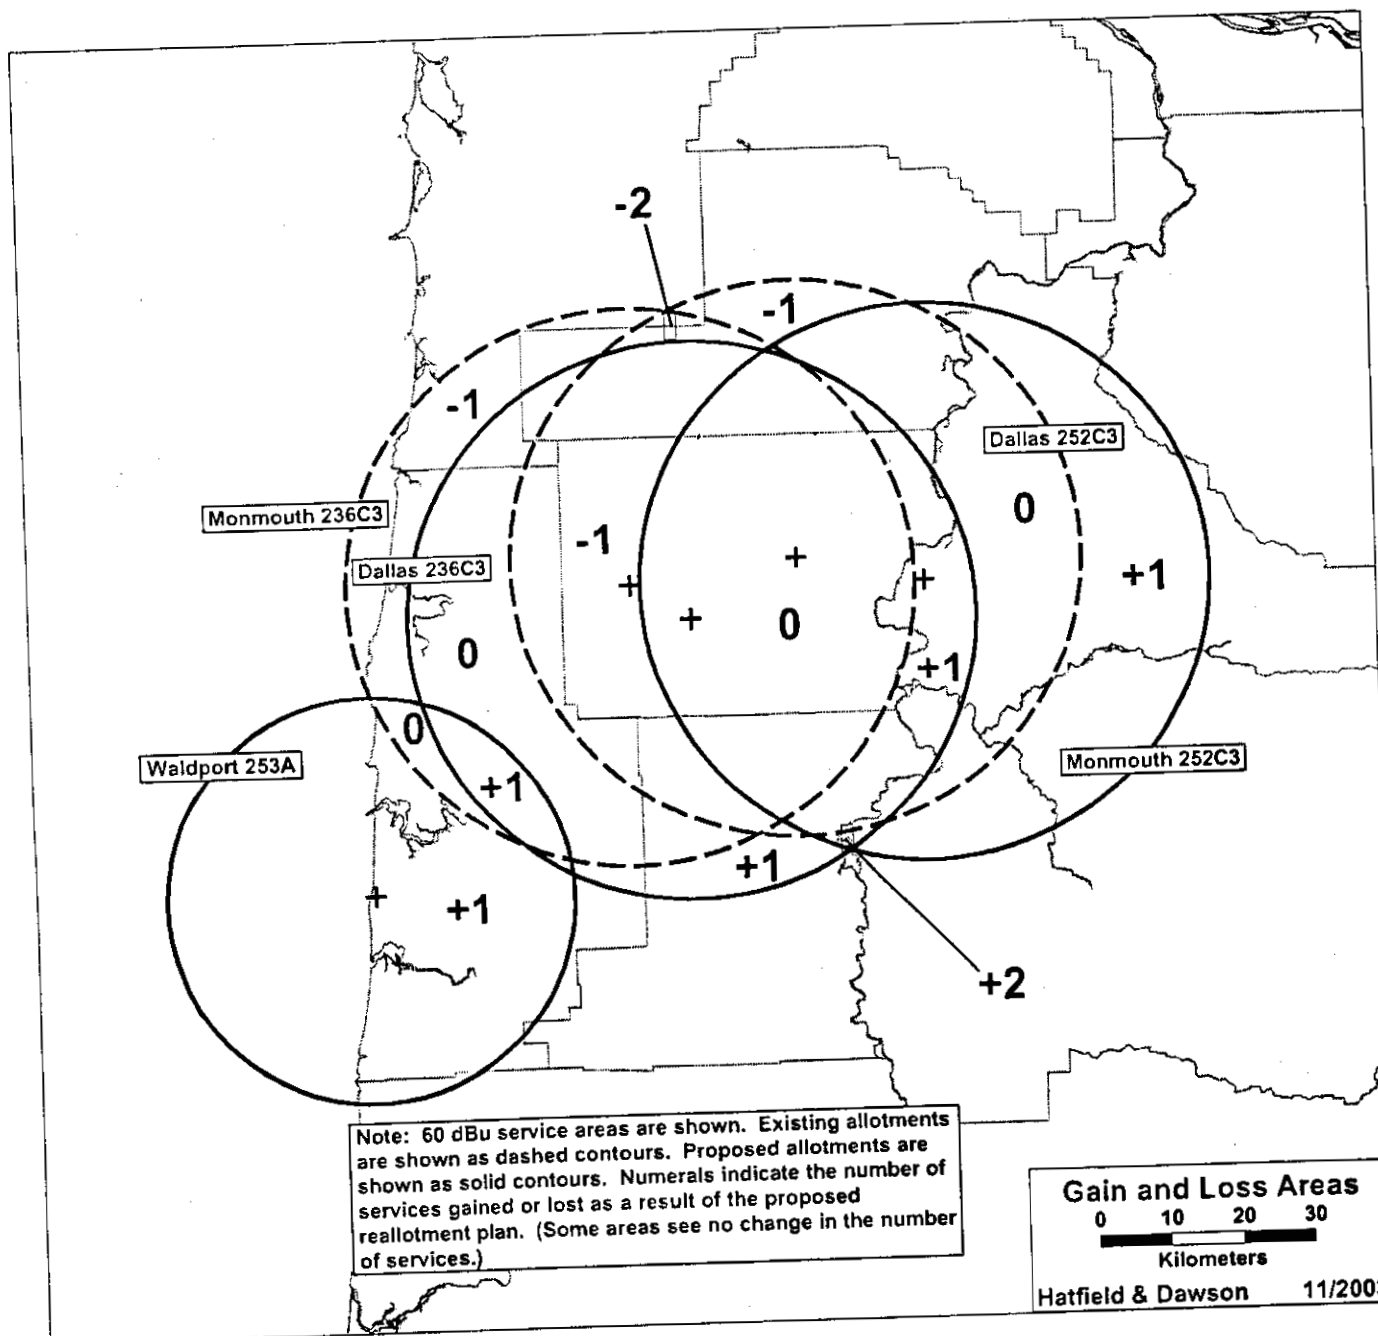 -2
-1
-1
Dallas 252C3
Monmouth 236C3
0
-1
Dallas 236C3
+1
0
0
+1
0
Waldport 253A
Monmouth 252C3
+1
+1
+1
+2
Note: 60 dBu service areas are shown. Existing allotments
are shown as dashed contours. Proposed allotments are
shown as solid contours. Numerals indicate the number of
services gained or lost as a result of the proposed
reallotment plan. (Some areas see no change in the number
of services.)
Gain and Loss Areas
0 10 20 30
Kilometers
Hatfield & Dawson 11/200